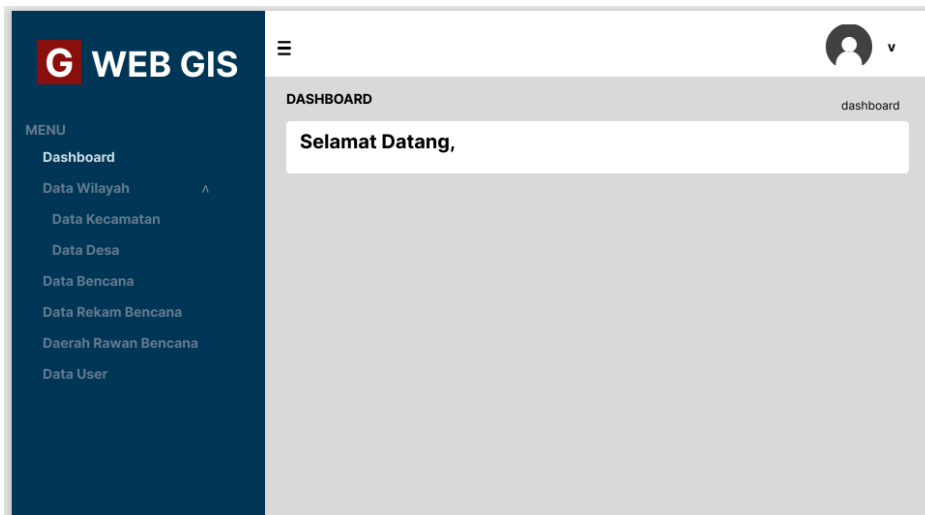 G WEB GIS
MENU
Dashboard
Data Wilayah ^
Data Kecamatan
Data Desa
Data Bencana
Data Rekam Bencana
Daerah Rawan Bencana
Data User
v
DASHBOARD
dashboard
Selamat Datang,